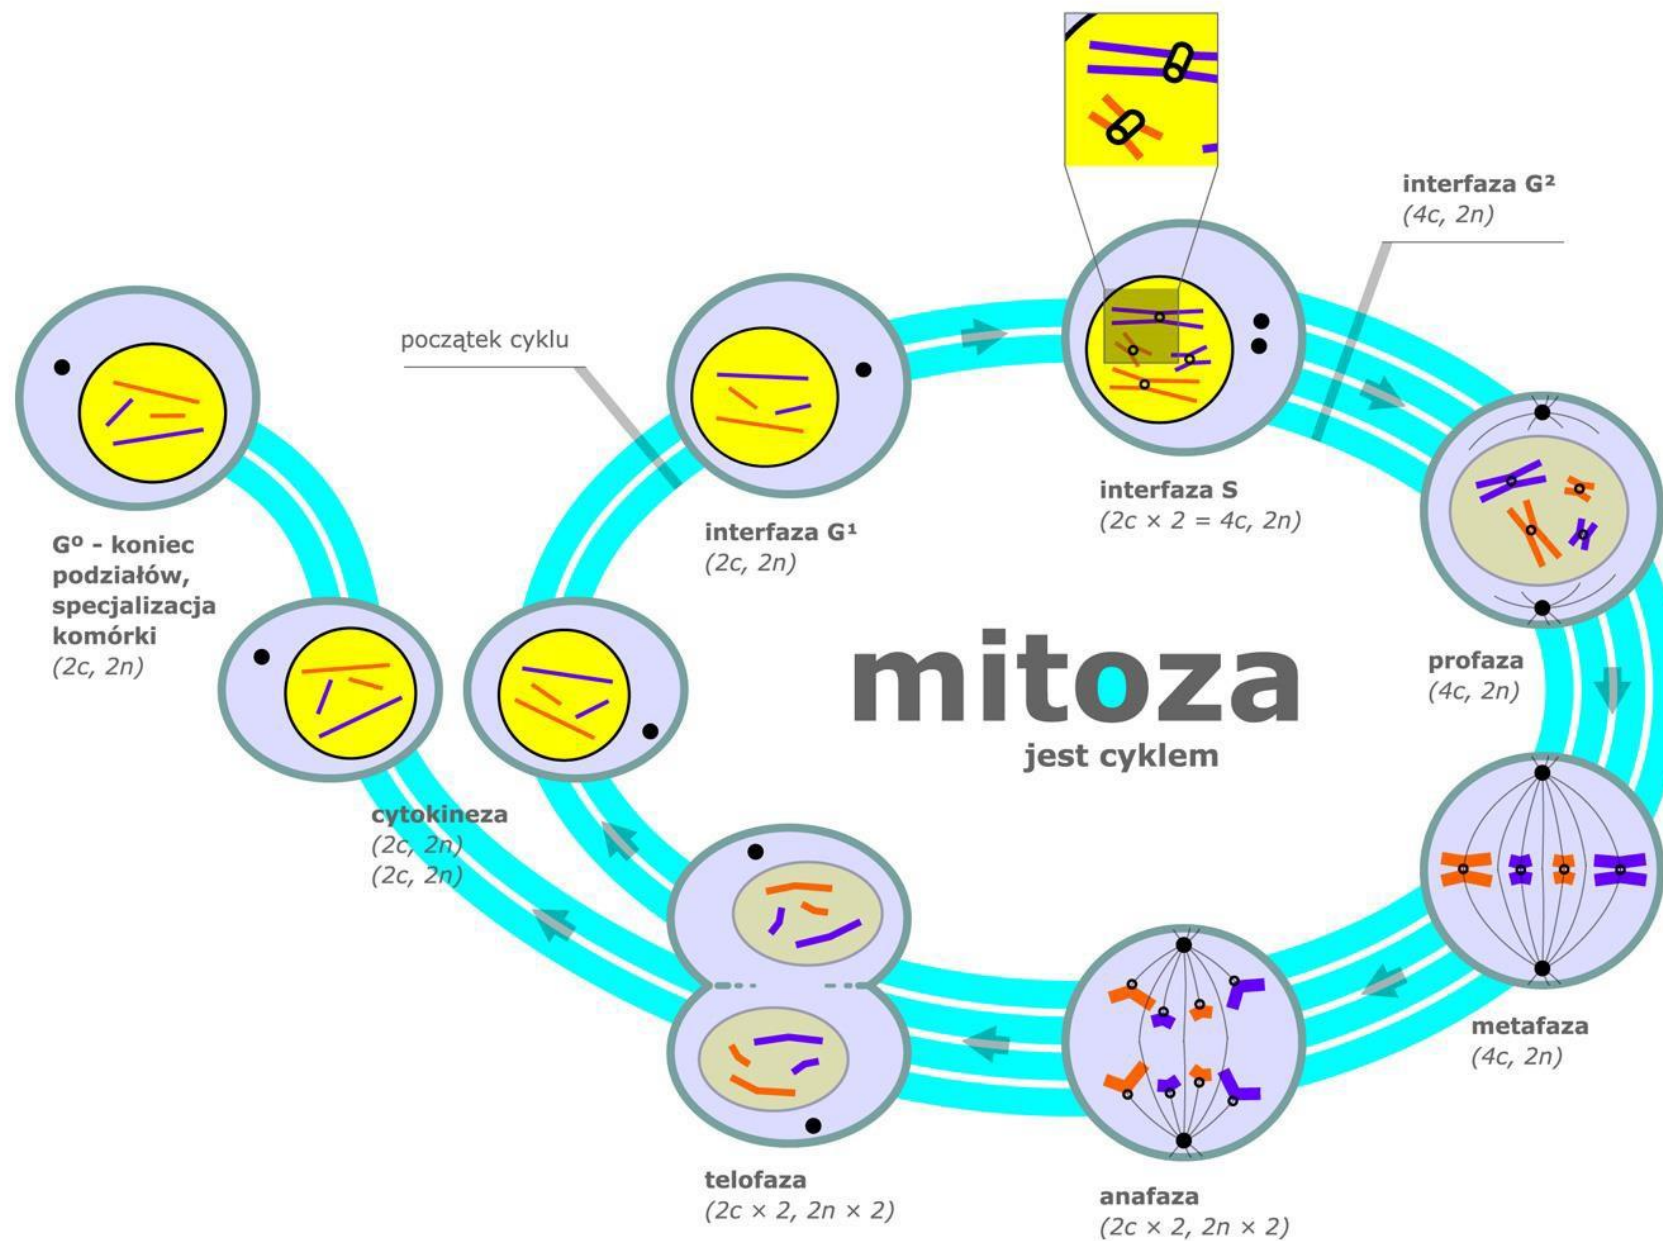 interfaza G²
(4c, 2n)
początek cyklu
interfaza G¹
(2c, 2n)
interfaza S
(2c × 2 = 4c, 2n)
G⁰ - koniec
podziałów,
specjalizacja
komórki
(2c, 2n)
mitoza
jest cyklem
profaza
(4c, 2n)
cytokineza
(2c, 2n)
(2c, 2n)
metafaza
(4c, 2n)
telofaza
(2c × 2, 2n × 2)
anafaza
(2c × 2, 2n × 2)